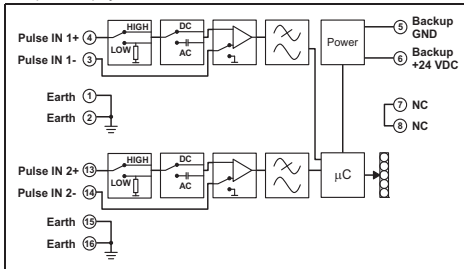 Pulse IN 1+ 4 HIGH LOW DC AC Power 5 Backup GND
Pulse IN 1- 3
6 Backup +24 VDC
Earth 1
Earth 2
7 NC
8 NC
Pulse IN 2+ 13 HIGH LOW DC AC µC
Pulse IN 2- 14
Earth 15
Earth 16